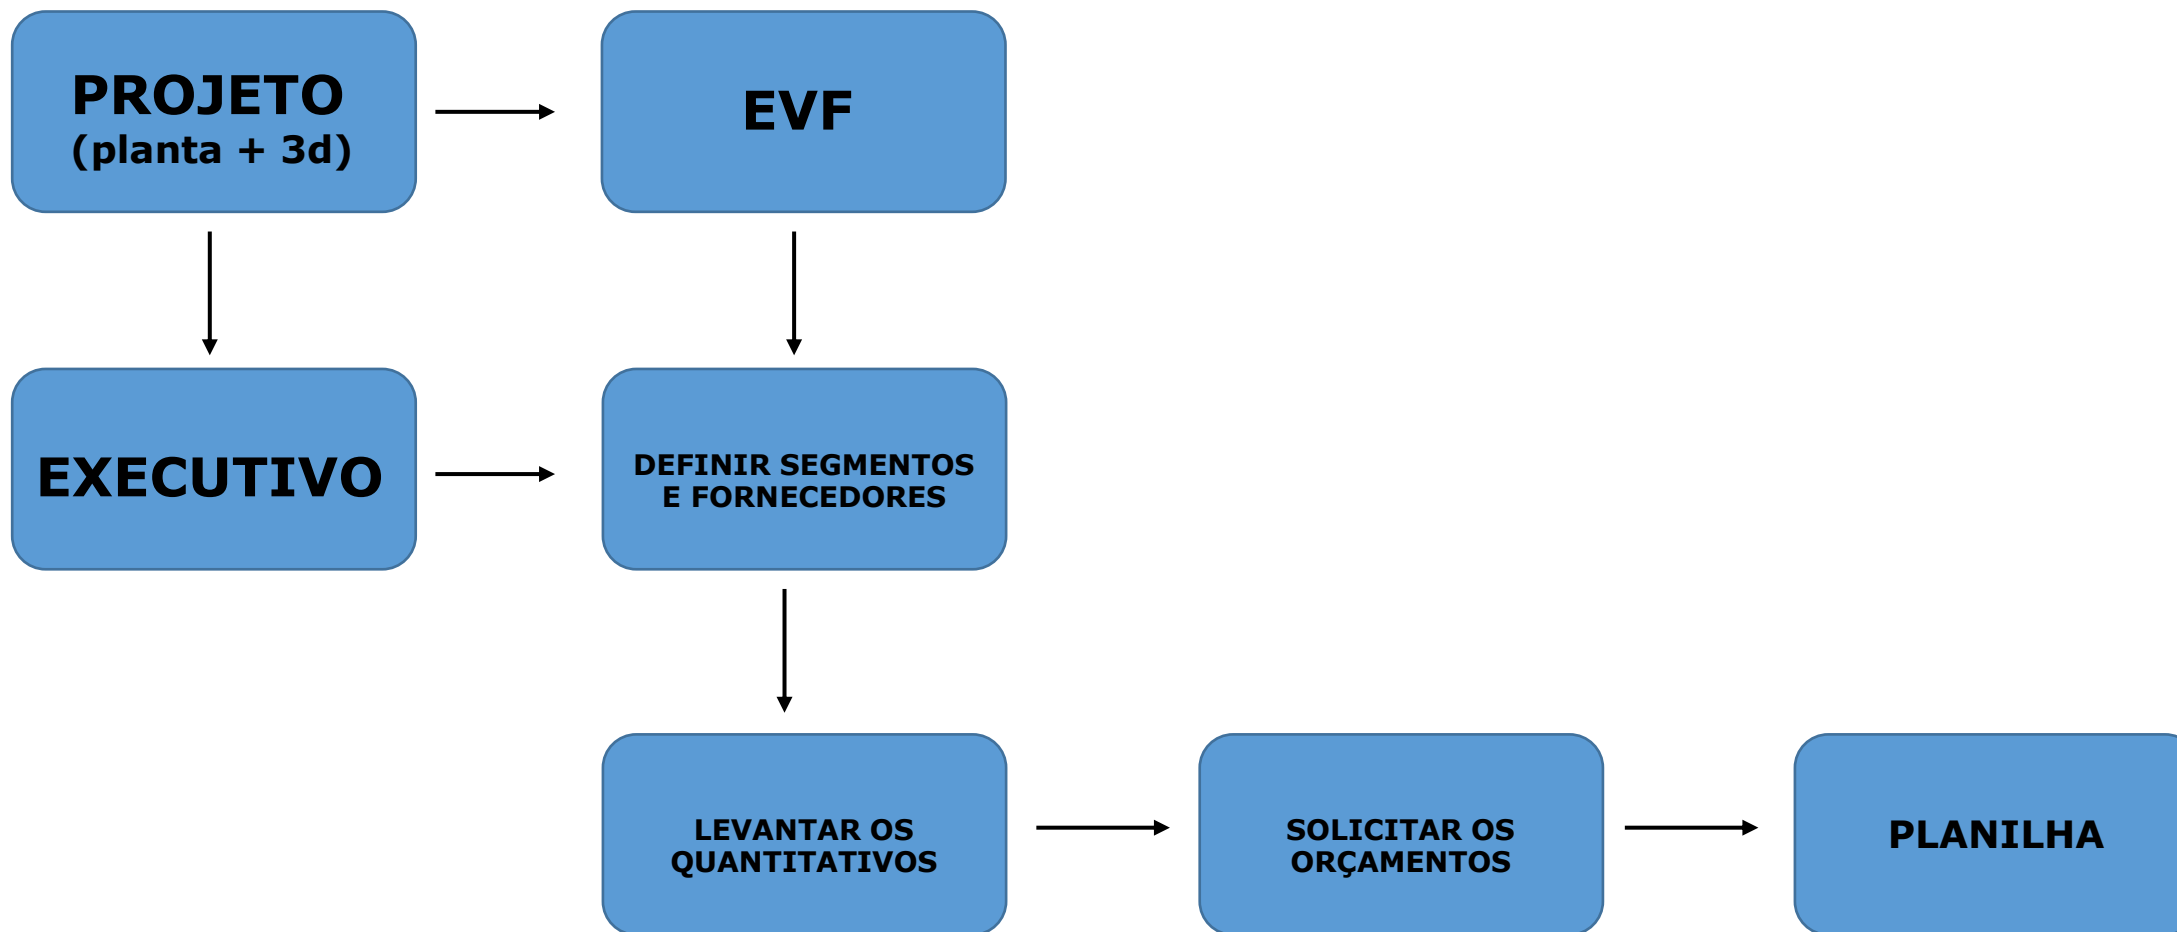 PROJETO
(planta + 3d)
EVF
EXECUTIVO
DEFINIR SEGMENTOS
E FORNECEDORES
LEVANTAR OS
QUANTITATIVOS
SOLICITAR OS
ORÇAMENTOS
PLANILHA